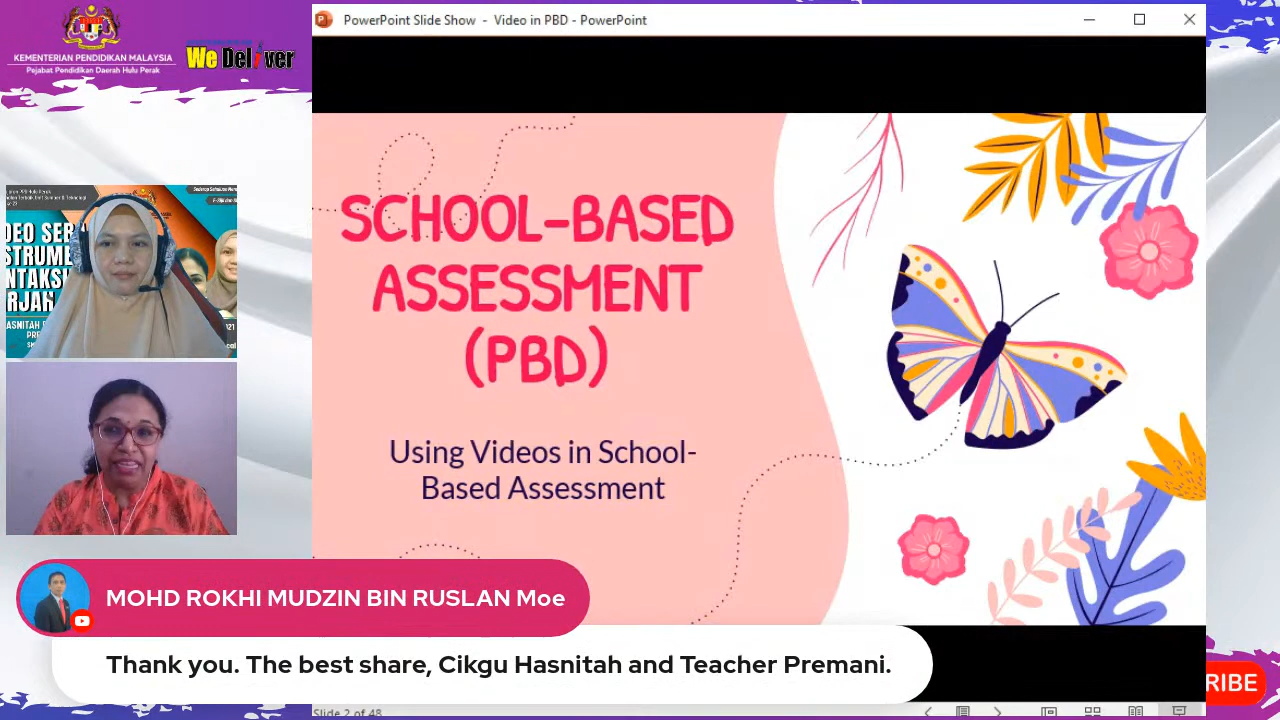 KEMENTERIAN PENDIDIKAN MALAYSIA
Pejabat Pendidikan Daerah Hulu Perak
We Deliver
PowerPoint Slide Show - Video in PBD - PowerPoint
SCHOOL-BASED
ASSESSMENT
(PBD)
Using Videos in School-
Based Assessment
MOHD ROKHI MUDZIN BIN RUSLAN Moe
Thank you. The best share, Cikgu Hasnitah and Teacher Premani.
RIBE
Slide 2 of 48